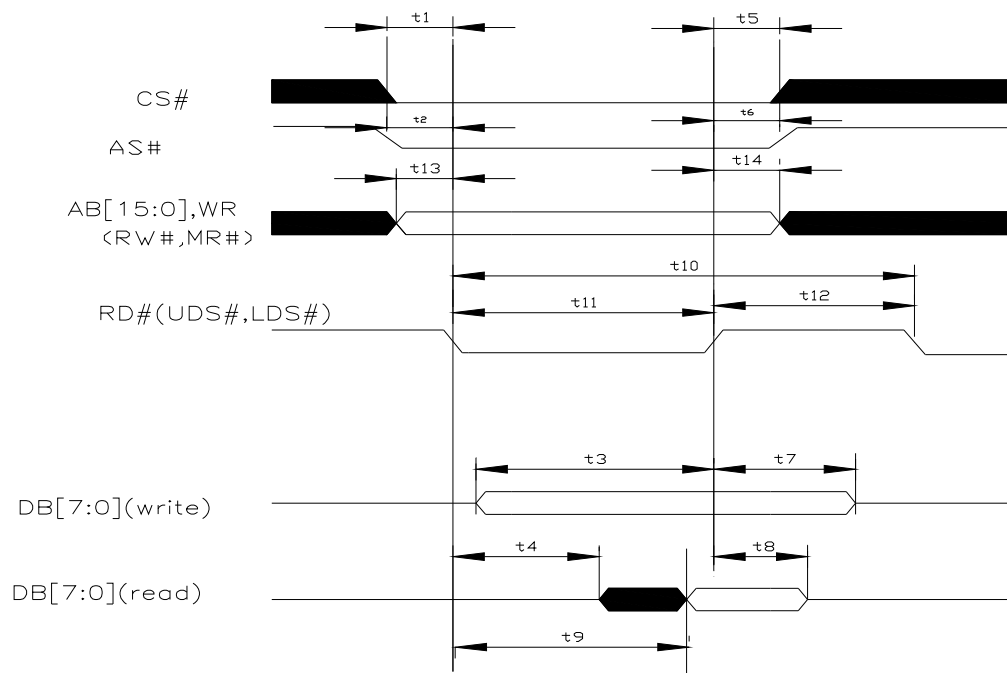 t1
t5
CS#
t2
t6
AS#
t13
t14
AB[15:0],WR
(RW#,MR#)
t10
t11
t12
RD#(UDS#,LDS#)
t3
t7
DB[7:0](write)
t4
t8
DB[7:0](read)
t9